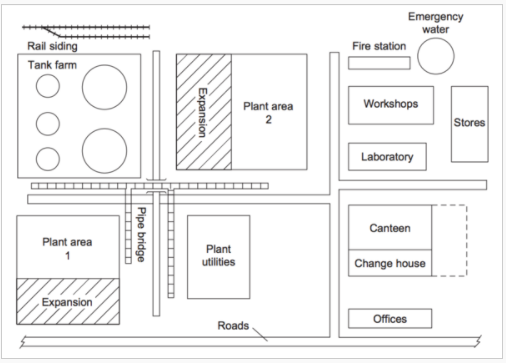 Emergency
water
Rail siding
Fire station
Tank farm
Expansion
Plant area
2
Workshops
Stores
Laboratory
Pipe bridge
Plant area
1
Plant
utilities
Canteen
Change house
Expansion
Offices
Roads